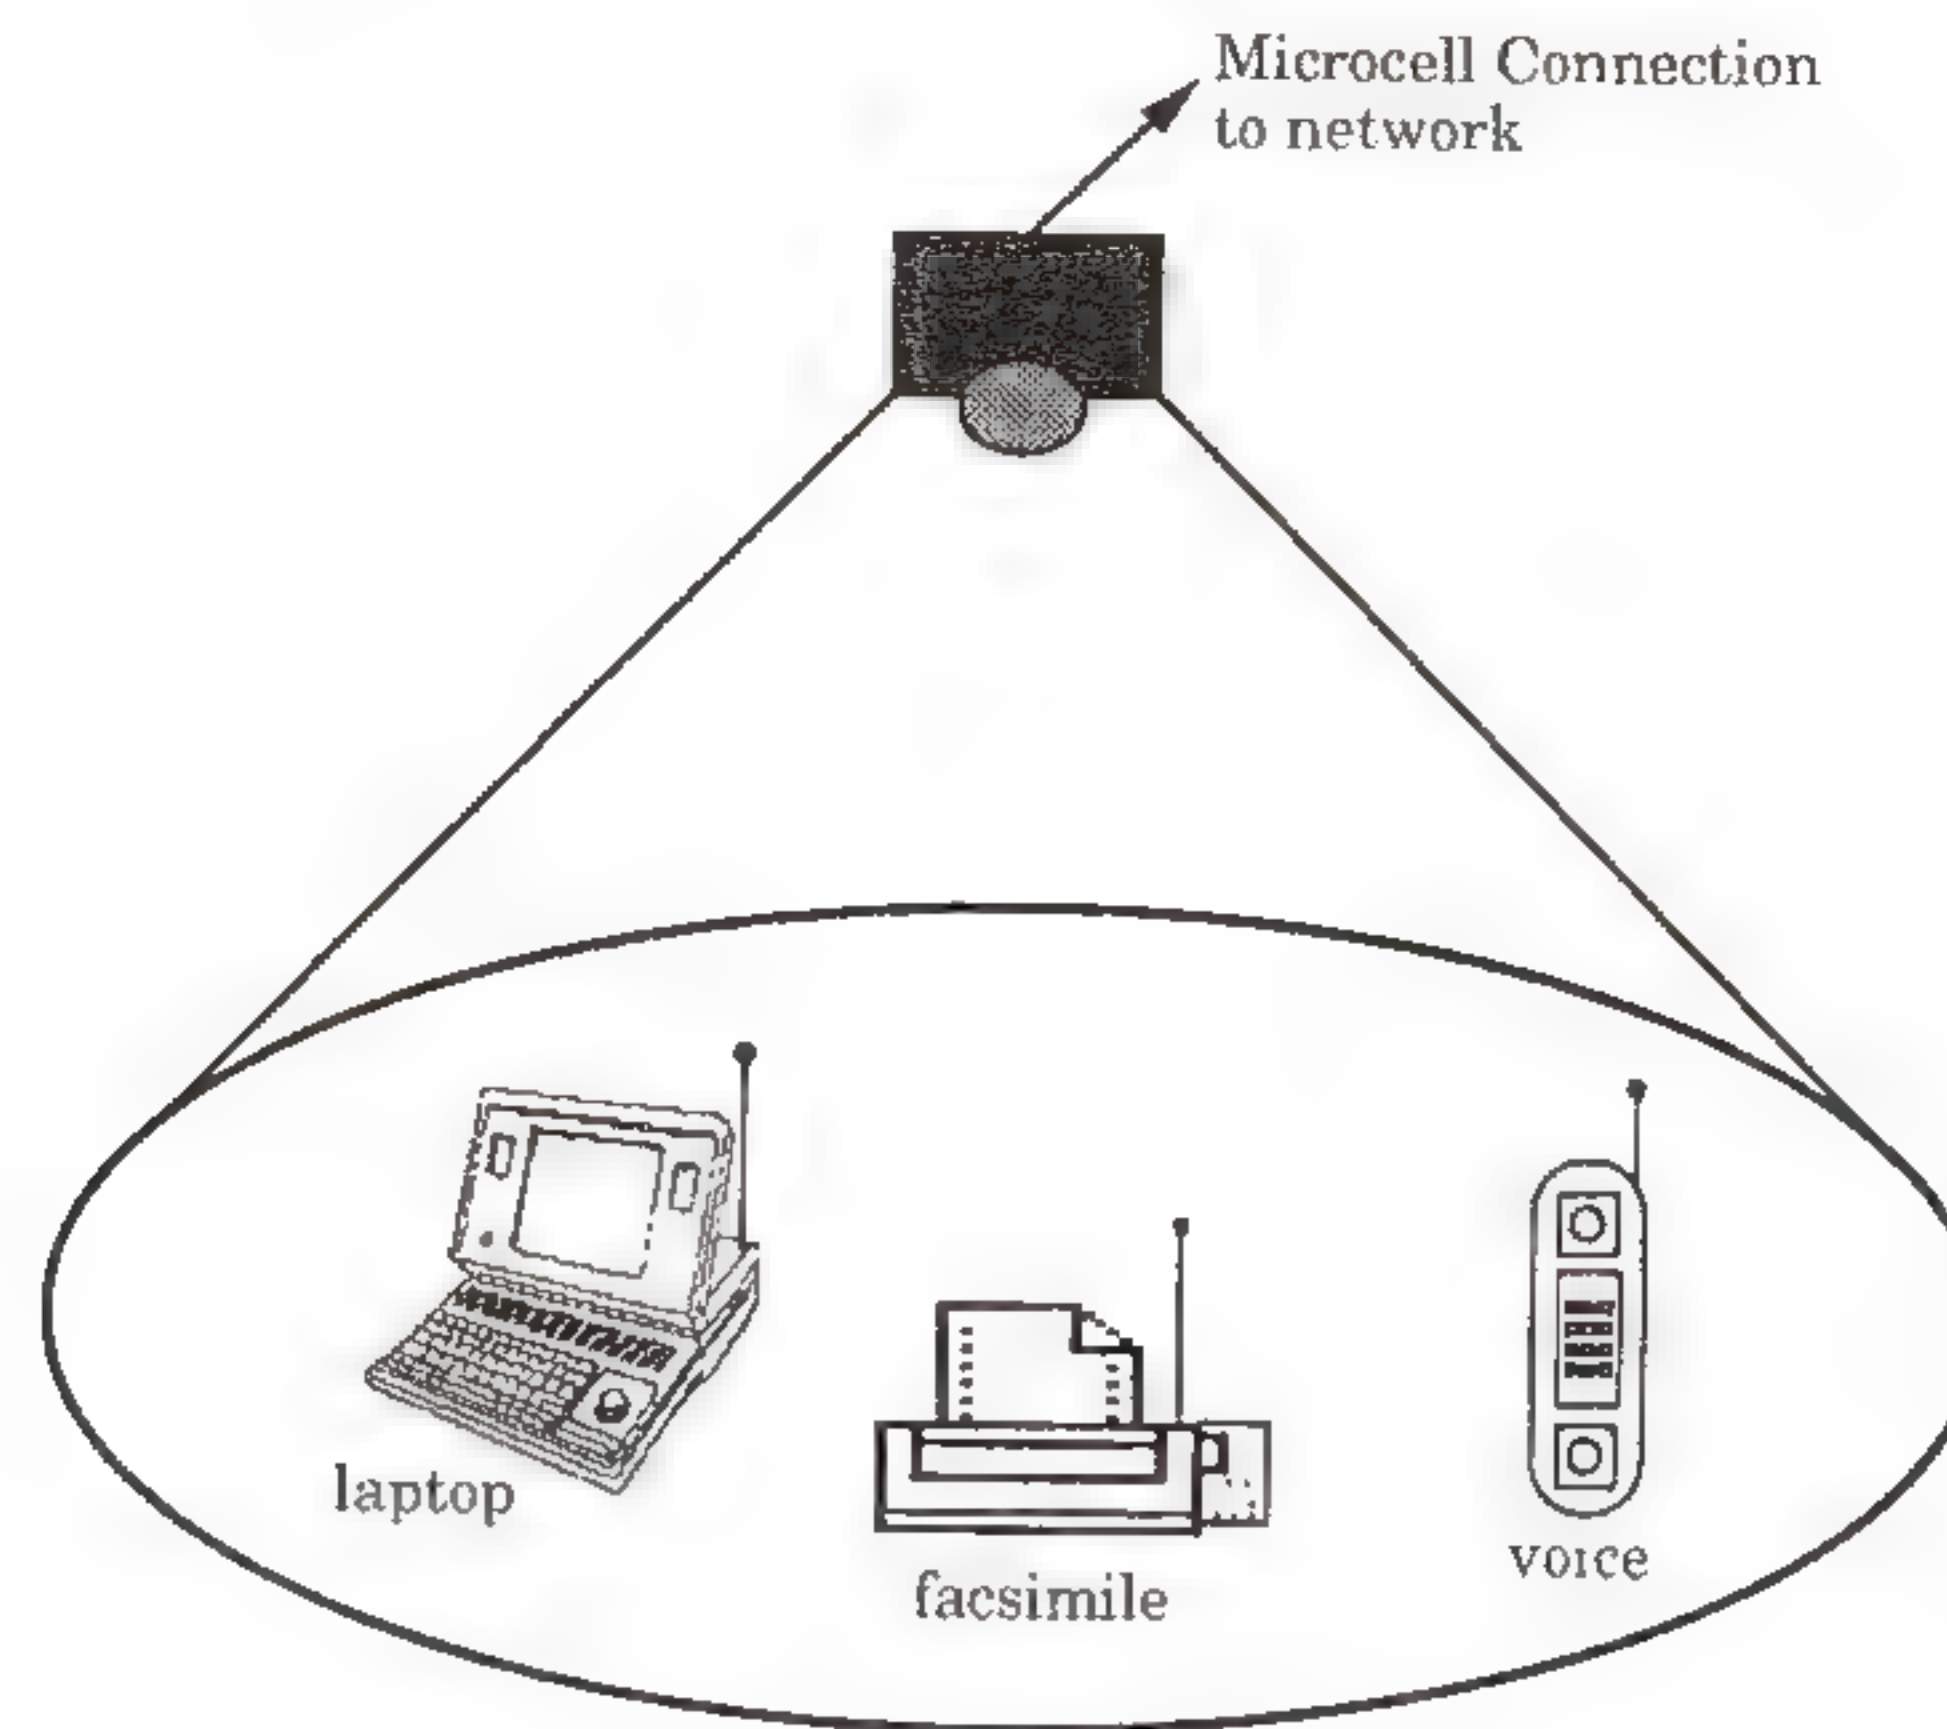 Microcell Connection
to network
laptop
facsimile
voice